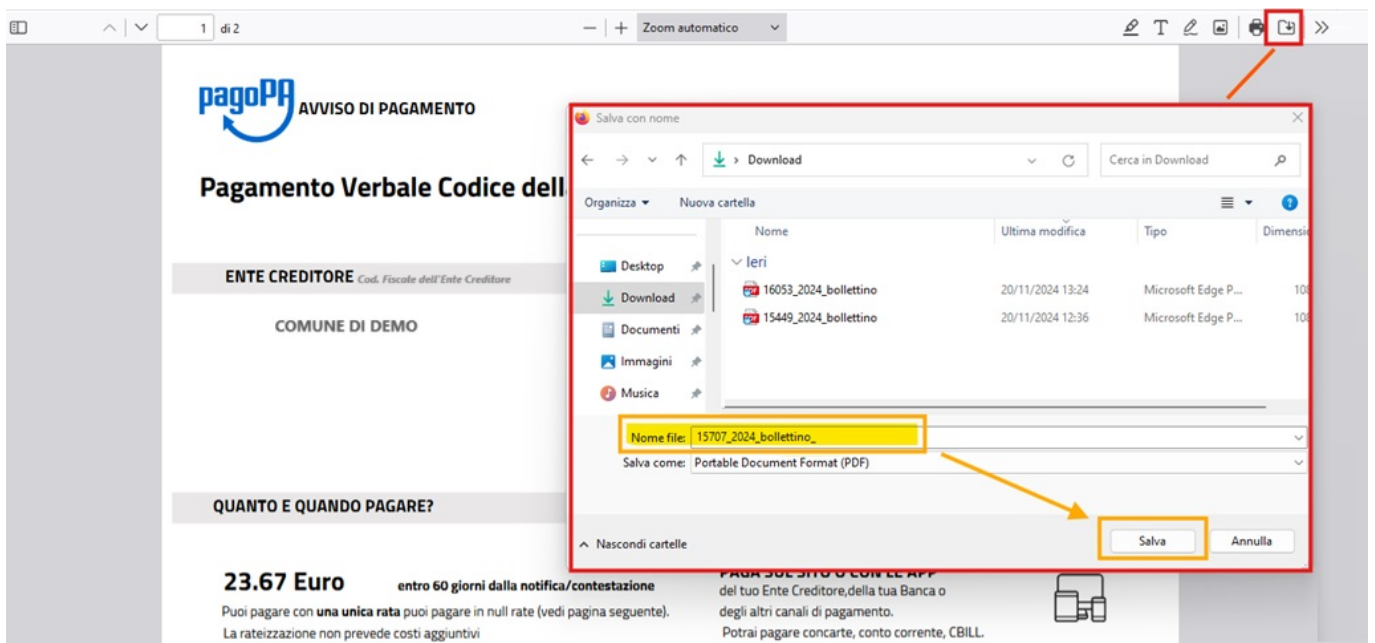 1 di 2
Zoom automatico
pagoPA AVVISO DI PAGAMENTO
Pagamento Verbale Codice
ENTE CREDITORE Cod. Fiscale dell'Ente Creditore
COMUNE DI DEMO
QUANTO E QUANDO PAGARE?
23.67 Euro entro 60 giorni dalla notifica/contestazione
Puoi pagare con una unica rata puoi pagare in null rate (vedi pagina seguente).
La rateizzazione non prevede costi aggiuntivi
Salva con nome
Download
Cerca in Download
Organizza Nuova cartella
Nome Ultima modifica Tipo
Desktop
Download
Documenti
Immagini
Musica
Ieri
16053_2024_bollettino 20/11/2024 13:24 Microsoft Edge P...
15449_2024_bollettino 20/11/2024 12:36 Microsoft Edge P...
Nome file: 15707_2024_bollettino_
Salva come: Portable Document Format (PDF)
Nascondi cartelle
Salva Annulla
PAGA SUL SITO O CON LE APP
del tuo Ente Creditore,della tua Banca o
degli altri canali di pagamento.
Potrai pagare concarte, conto corrente, CBILL.